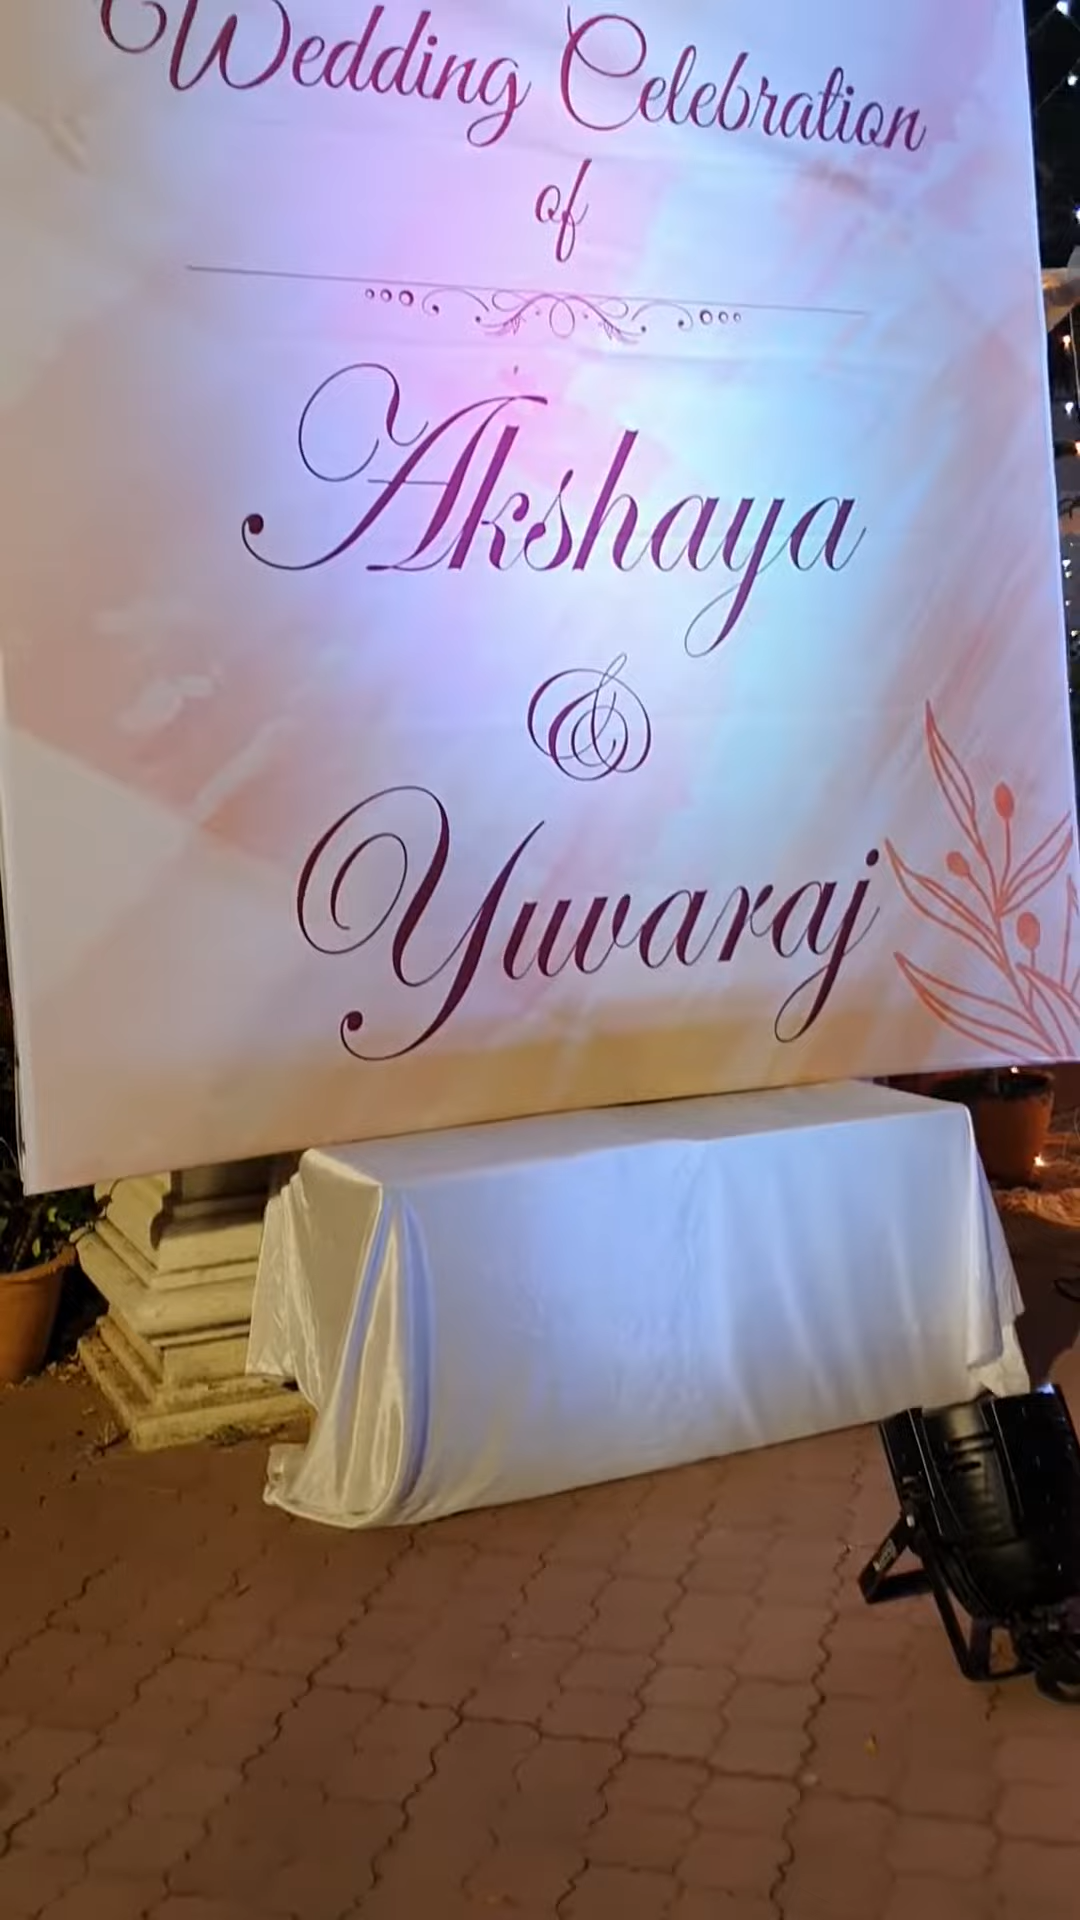 Wedding Celebration
of
Akshaya
&
Yuvaraj